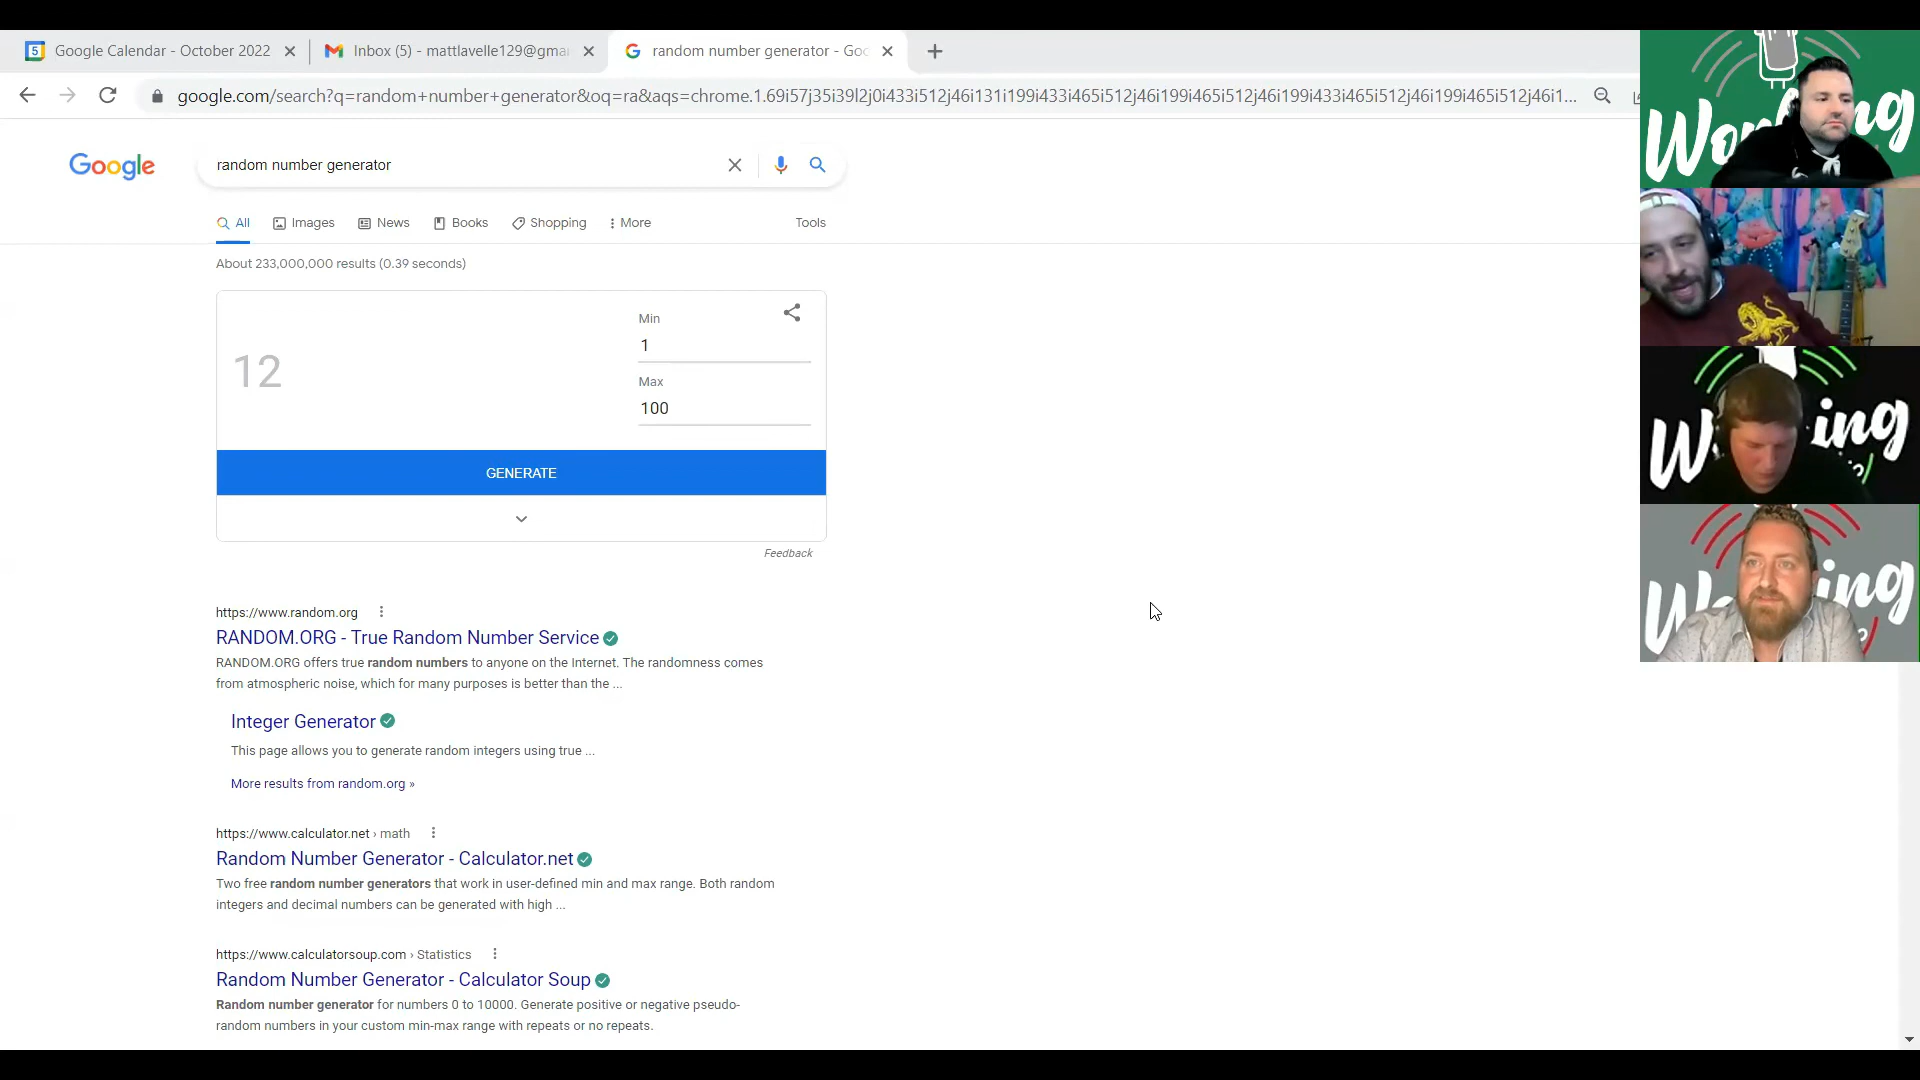 Google Calendar - October 2022
Inbox (5) - mattlavelle129@gma
random number generator - Goo
google.com/search?q=random+number+generator&oq=ra&aqs=chrome.1.69i57j35i39l2j0i433i512j46i131i199i433i465i512j46i199i465i512j46i199i433i465i512j46i199i465i512j46i1...
Google
random number generator
All
Images
News
Books
Shopping
More
Tools
About 233,000,000 results (0.39 seconds)
Min
1
12
Max
100
GENERATE
Feedback
https://www.random.org
RANDOM.ORG - True Random Number Service
RANDOM.ORG offers true random numbers to anyone on the Internet. The randomness comes
from atmospheric noise, which for many purposes is better than the ...
Integer Generator
This page allows you to generate random integers using true ...
More results from random.org »
https://www.calculator.net › math
Random Number Generator - Calculator.net
Two free random number generators that work in user-defined min and max range. Both random
integers and decimal numbers can be generated with high ...
https://www.calculatorsoup.com › Statistics
Random Number Generator - Calculator Soup
Random number generator for numbers 0 to 10000. Generate positive or negative pseudo-
random numbers in your custom min-max range with repeats or no repeats.